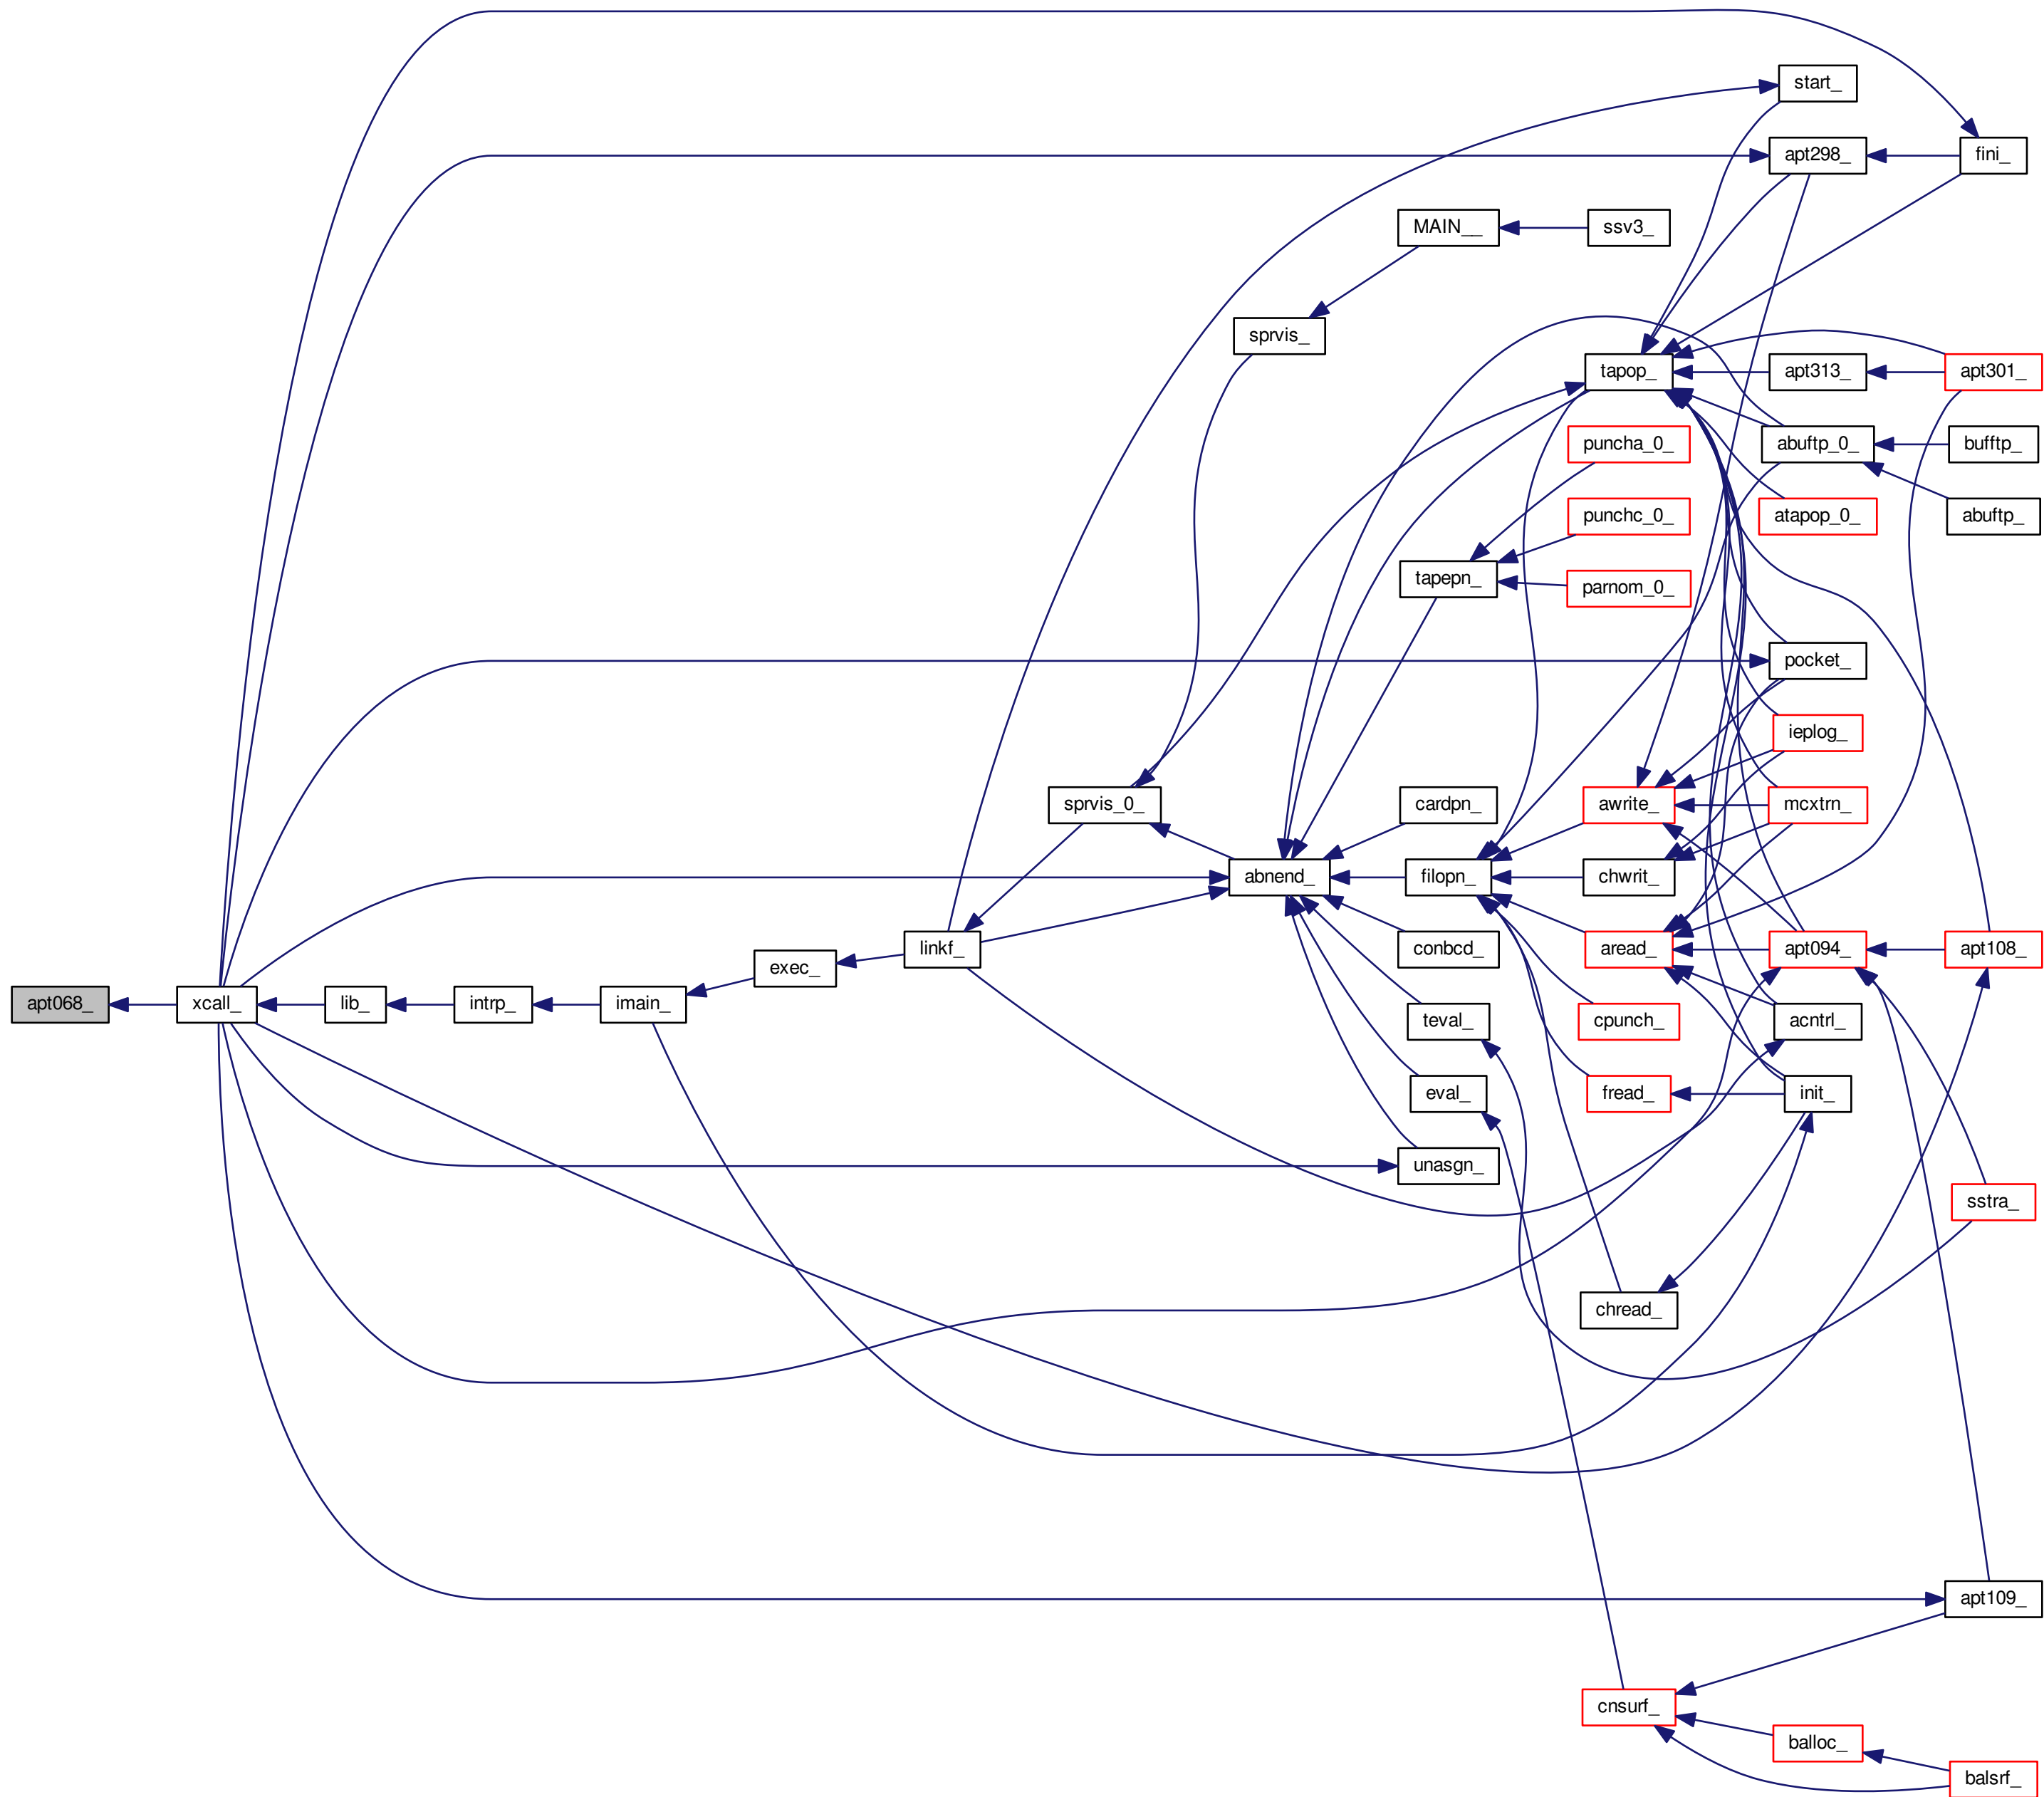 start_
apt298_
fini_
MAIN__
ssv3_
sprvis_
tapop_
apt313_
apt301_
puncha_0_
abuftp_0_
bufftp_
punchc_0_
atapop_0_
abuftp_
tapepn_
parnom_0_
pocket_
ieplog_
sprvis_0_
cardpn_
awrite_
mcxtrn_
abnend_
filopn_
chwrit_
linkf_
conbcd_
aread_
apt094_
apt108_
exec_
apt068_
xcall_
lib_
intrp_
imain_
teval_
cpunch_
acntrl_
eval_
fread_
init_
unasgn_
sstra_
chread_
apt109_
cnsurf_
balloc_
balsrf_